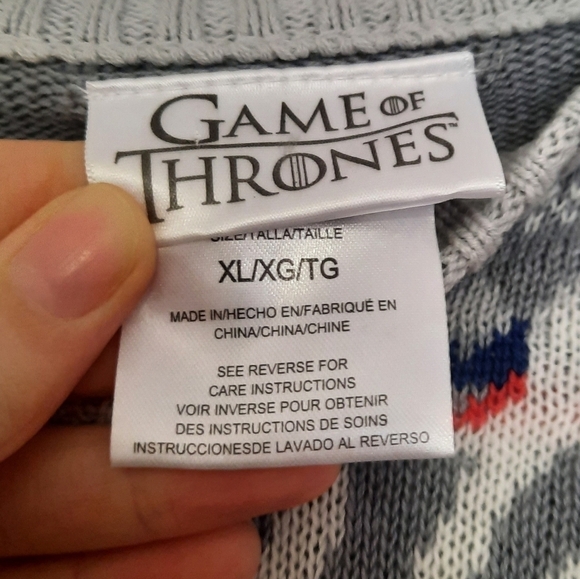 GAME OF
THRONES™
SIZE/TALLA/TAILLE
XL/XG/TG
MADE IN/HECHO EN/FABRIQUÉ EN
CHINA/CHINA/CHINE
SEE REVERSE FOR
CARE INSTRUCTIONS
VOIR INVERSE POUR OBTENIR
DES INSTRUCTIONS DE SOINS
INSTRUCCIONESDE LAVADO AL REVERSO